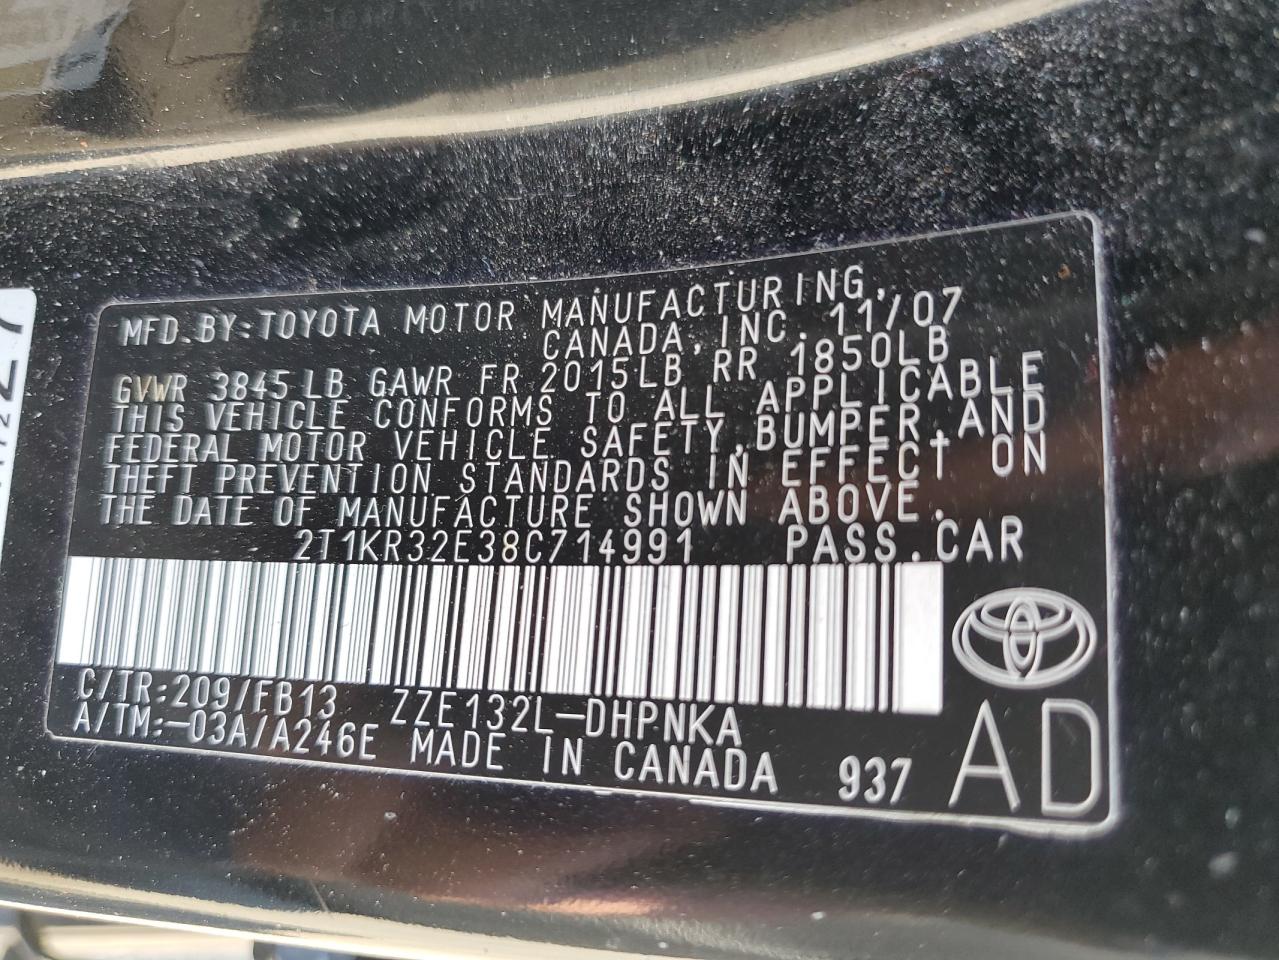 MFD.BY:TOYOTA MOTOR MANUFACTURING,
CANADA,INC. 11/07
GVWR 3845LB GAWR FR 2015LB RR 1850LB
THIS VEHICLE CONFORMS TO ALL APPLICABLE
FEDERAL MOTOR VEHICLE SAFETY,BUMPER,AND
THEFT PREVENTION STANDARDS IN EFFECT ON
THE DATE OF MANUFACTURE SHOWN ABOVE.
2T1KR32E38C714991 PASS.CAR
C/TR:209/FB13 ZZE132L-DHPNKA
A/TM:-03A/A246E MADE IN CANADA 937 AD